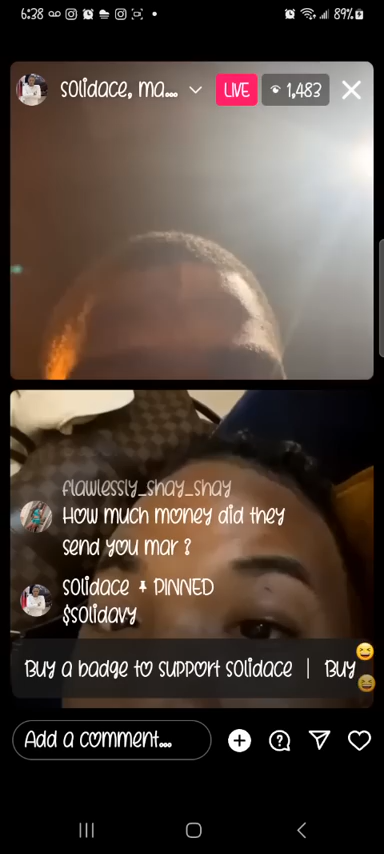 6:38
89%
solidace, ma...
LIVE
1,483
flawlessly_shay_shay
How much money did they
send you mar ?
solidace PINNED
$solidavy
Buy a badge to support solidace | Buy
Add a comment...